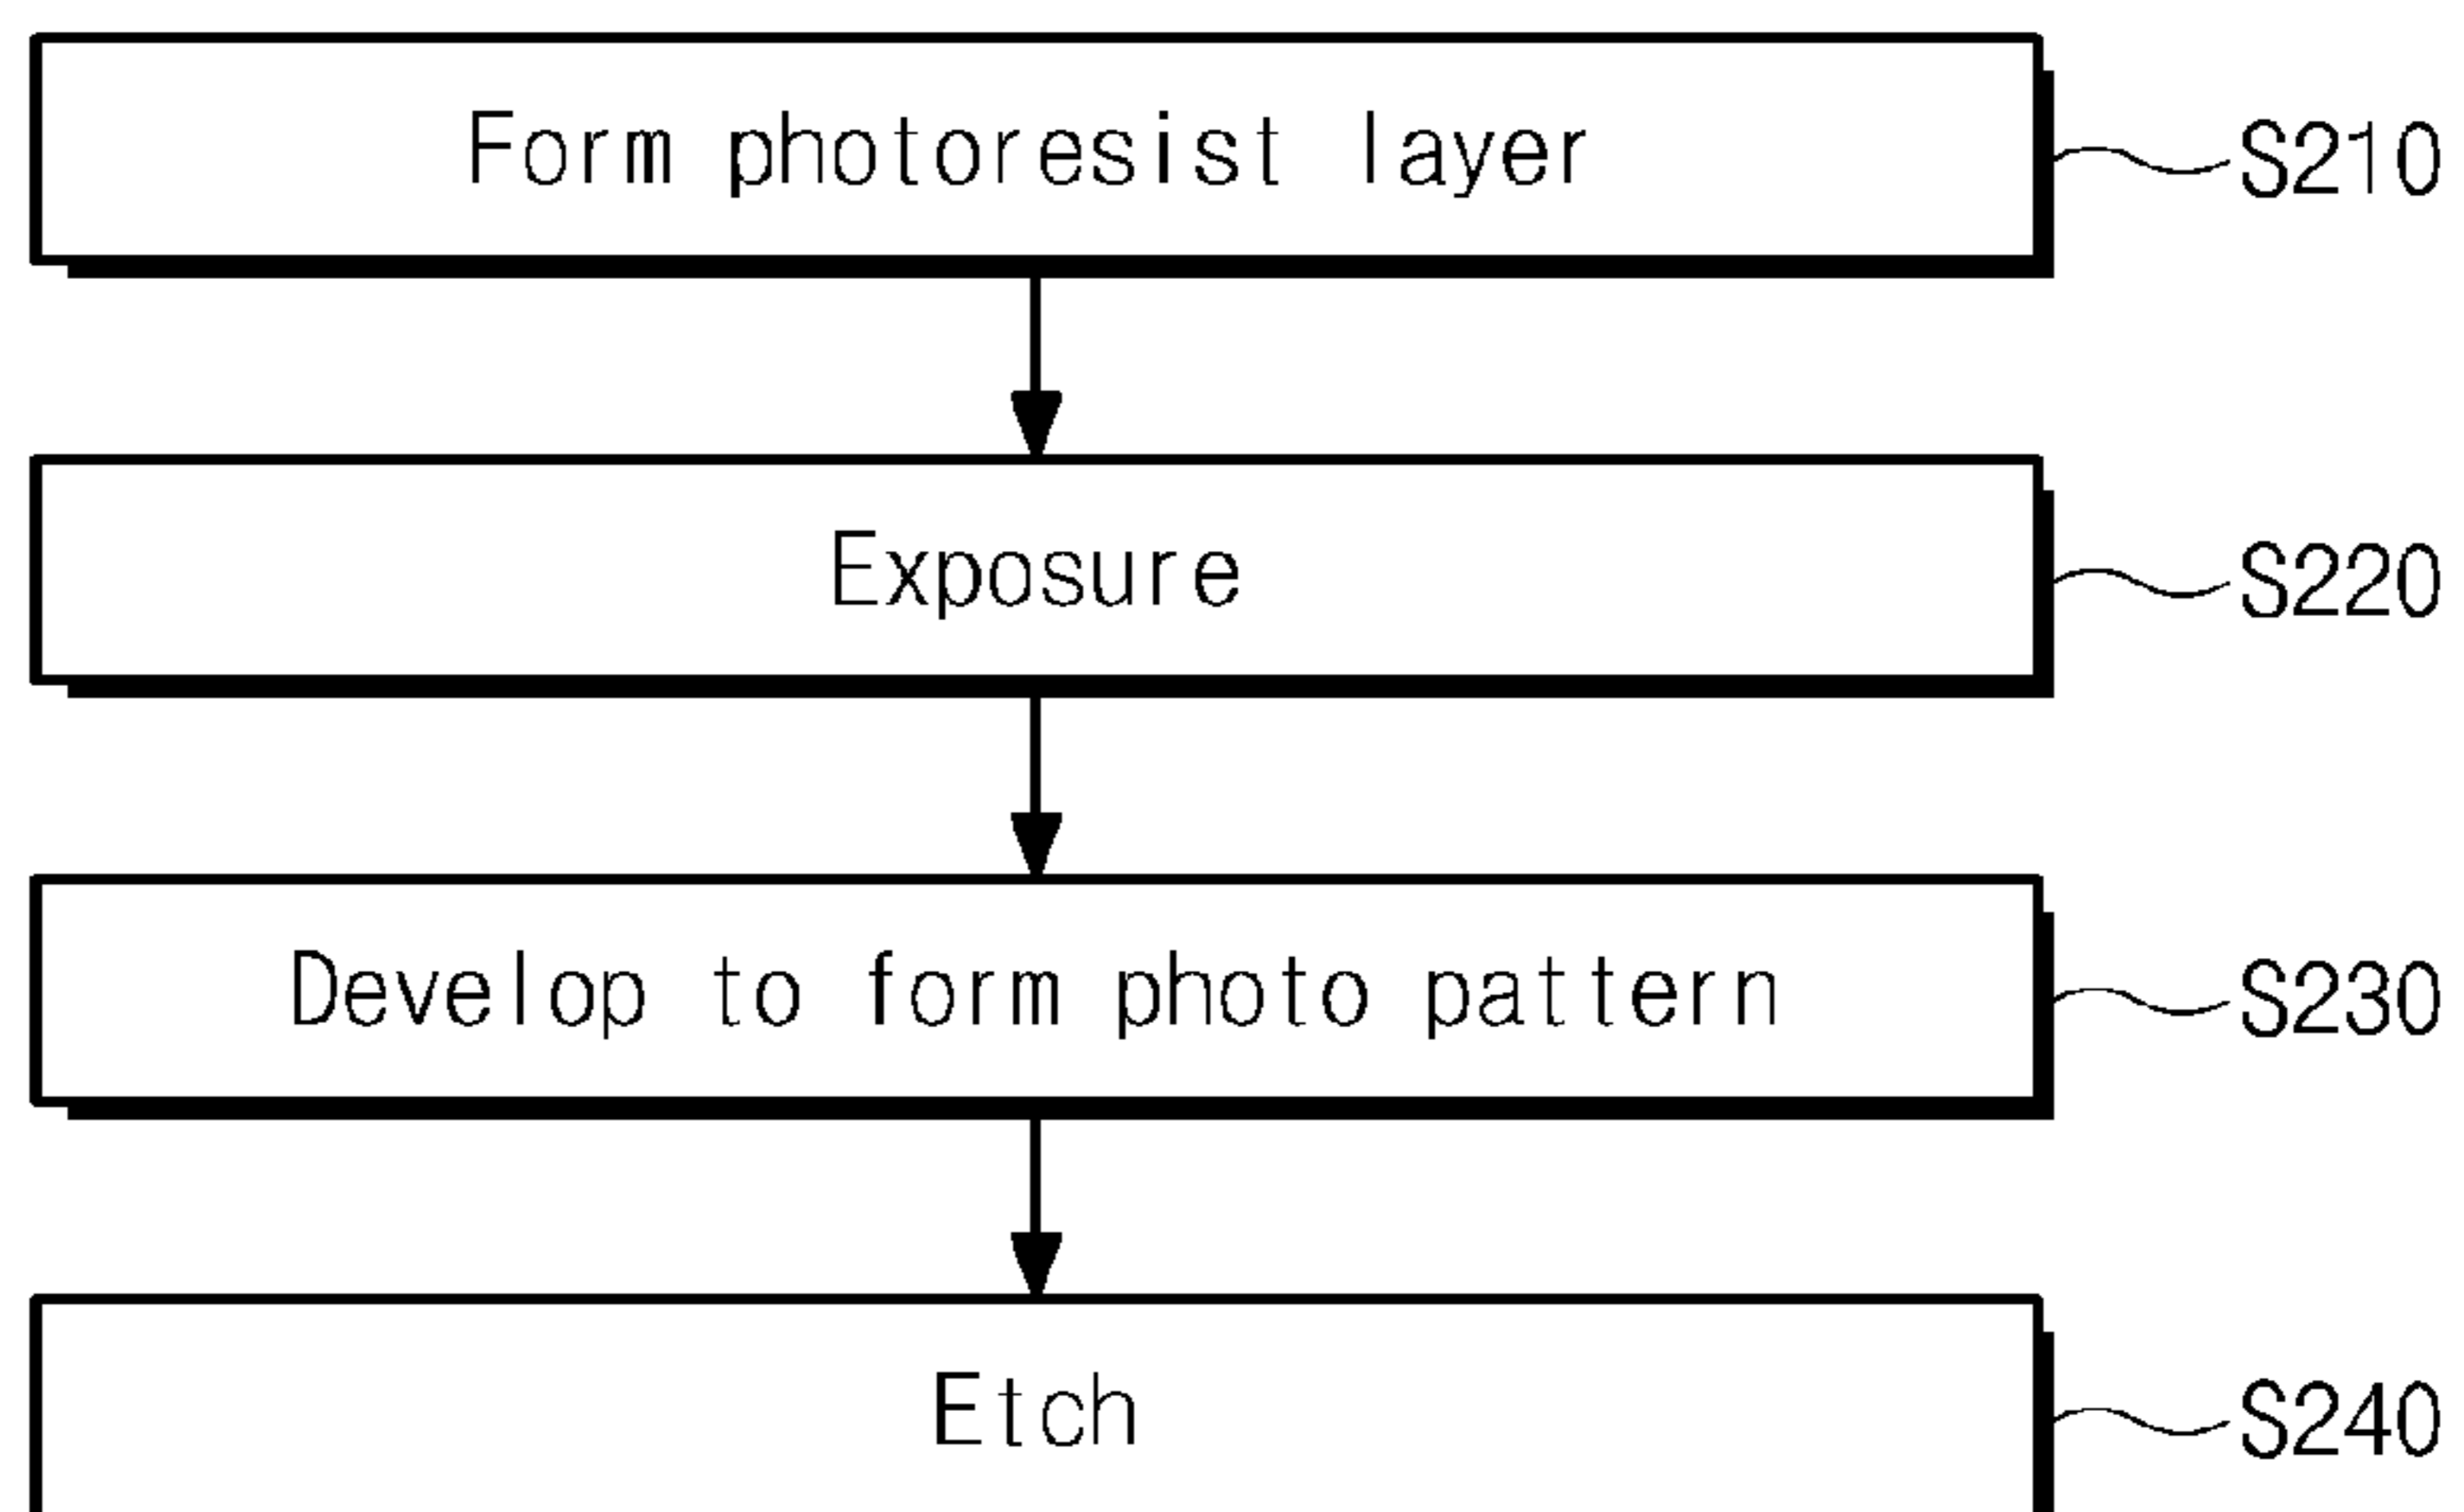 Form photoresist layer S210
Exposure S220
Develop to form photo pattern S230
Etch S240